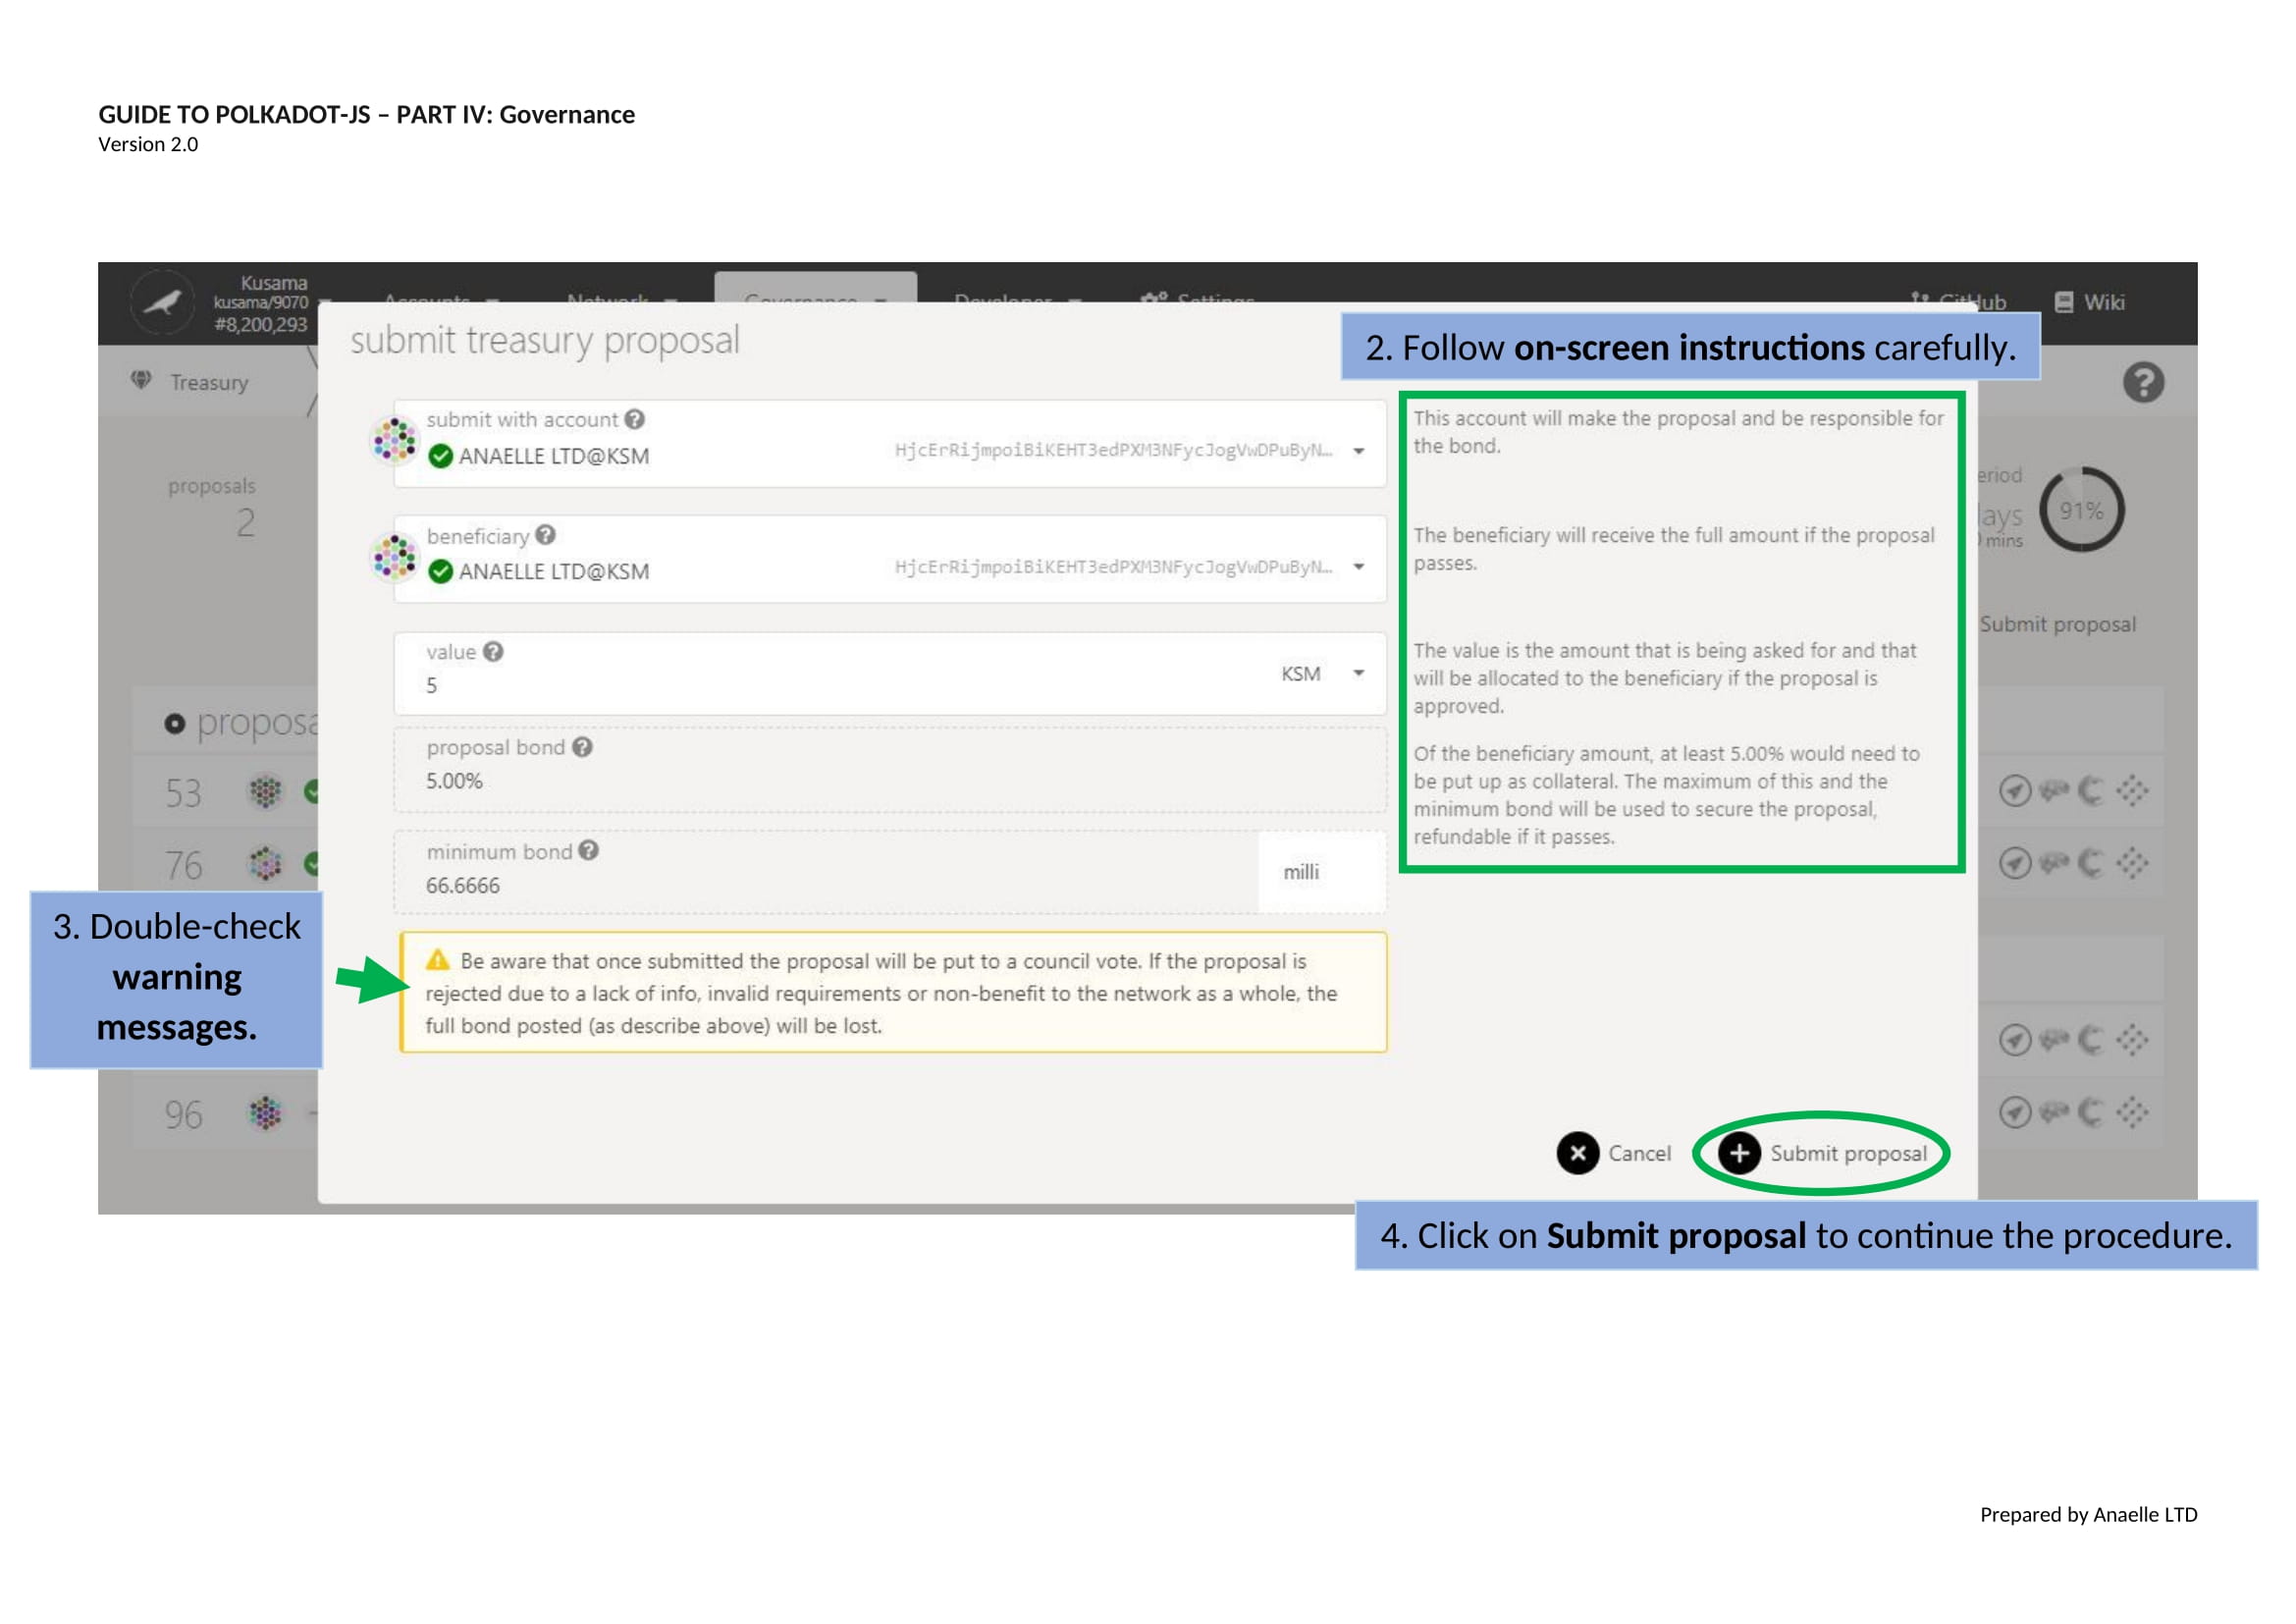 GUIDE TO POLKADOT-JS – PART IV: Governance
Version 2.0
Kusama
kusama/9070
#8,200,293
Accounts
Network
Governance
Developer
Settings
GitHub
Wiki
Treasury
submit treasury proposal
2. Follow on-screen instructions carefully.
submit with account
ANAELLE LTD@KSM
HjcErRijmpoiBiKEHT3edPXM3NFycJogVwDPuByN…
This account will make the proposal and be responsible for
the bond.
proposals
2
beneficiary
ANAELLE LTD@KSM
HjcErRijmpoiBiKEHT3edPXM3NFycJogVwDPuByN…
The beneficiary will receive the full amount if the proposal
passes.
eriod
ays
mins
91%
Submit proposal
value
5
KSM
The value is the amount that is being asked for and that
will be allocated to the beneficiary if the proposal is
approved.
proposa
proposal bond
5.00%
Of the beneficiary amount, at least 5.00% would need to
be put up as collateral. The maximum of this and the
minimum bond will be used to secure the proposal,
refundable if it passes.
53
76
minimum bond
66.6666
milli
3. Double-check
warning
messages.
Be aware that once submitted the proposal will be put to a council vote. If the proposal is
rejected due to a lack of info, invalid requirements or non-benefit to the network as a whole, the
full bond posted (as describe above) will be lost.
96
Cancel
Submit proposal
4. Click on Submit proposal to continue the procedure.
Prepared by Anaelle LTD